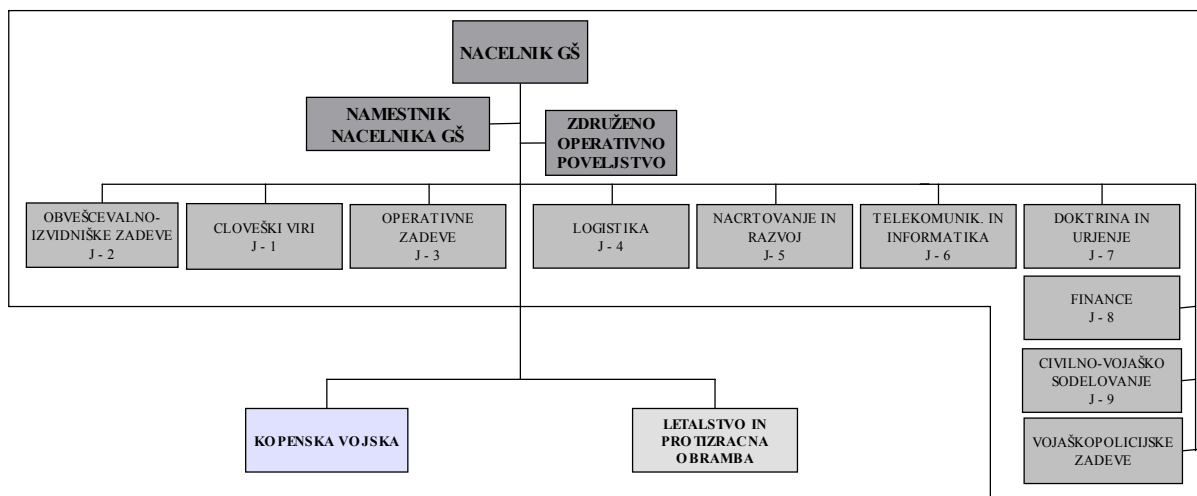 NACELNIK GŠ
NAMESTNIK
NACELNIKA GŠ
ZDRUŽENO
OPERATIVNO
POVELJSTVO
OBVEŠCEVALNO-
IZVIDNIŠKE ZADEVE
J - 2
CLOVEŠKI VIRI
J - 1
OPERATIVNE
ZADEVE
J - 3
LOGISTIKA
J - 4
NACRTOVANJE IN
RAZVOJ
J- 5
TELEKOMUNIK. IN
INFORMATIKA
J - 6
DOKTRINA IN
URJENJE
J - 7
FINANCE
J - 8
CIVILNO-VOJAŠKO
SODELOVANJE
J - 9
VOJAŠKOPOLICIJSKE
ZADEVE
KOPENSKA VOJSKA
LETALSTVO IN
PROTIZRACNA
OBRAMBA